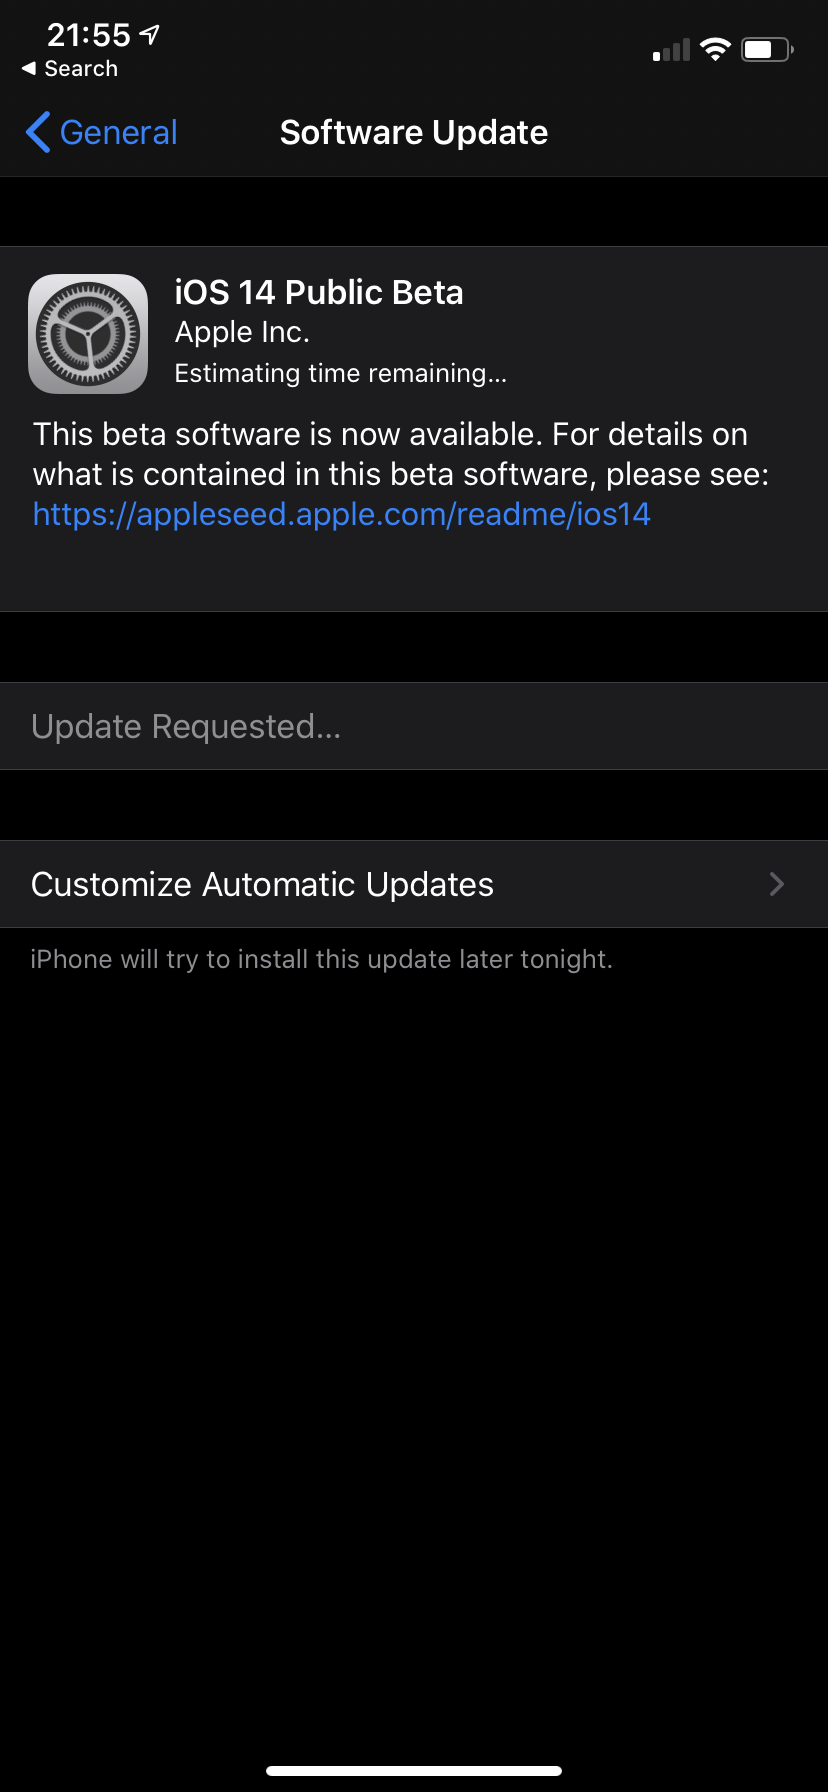 21:55
◀ Search
General
Software Update
iOS 14 Public Beta
Apple Inc.
Estimating time remaining...
This beta software is now available. For details on
what is contained in this beta software, please see:
https://appleseed.apple.com/readme/ios14
Update Requested...
Customize Automatic Updates
iPhone will try to install this update later tonight.